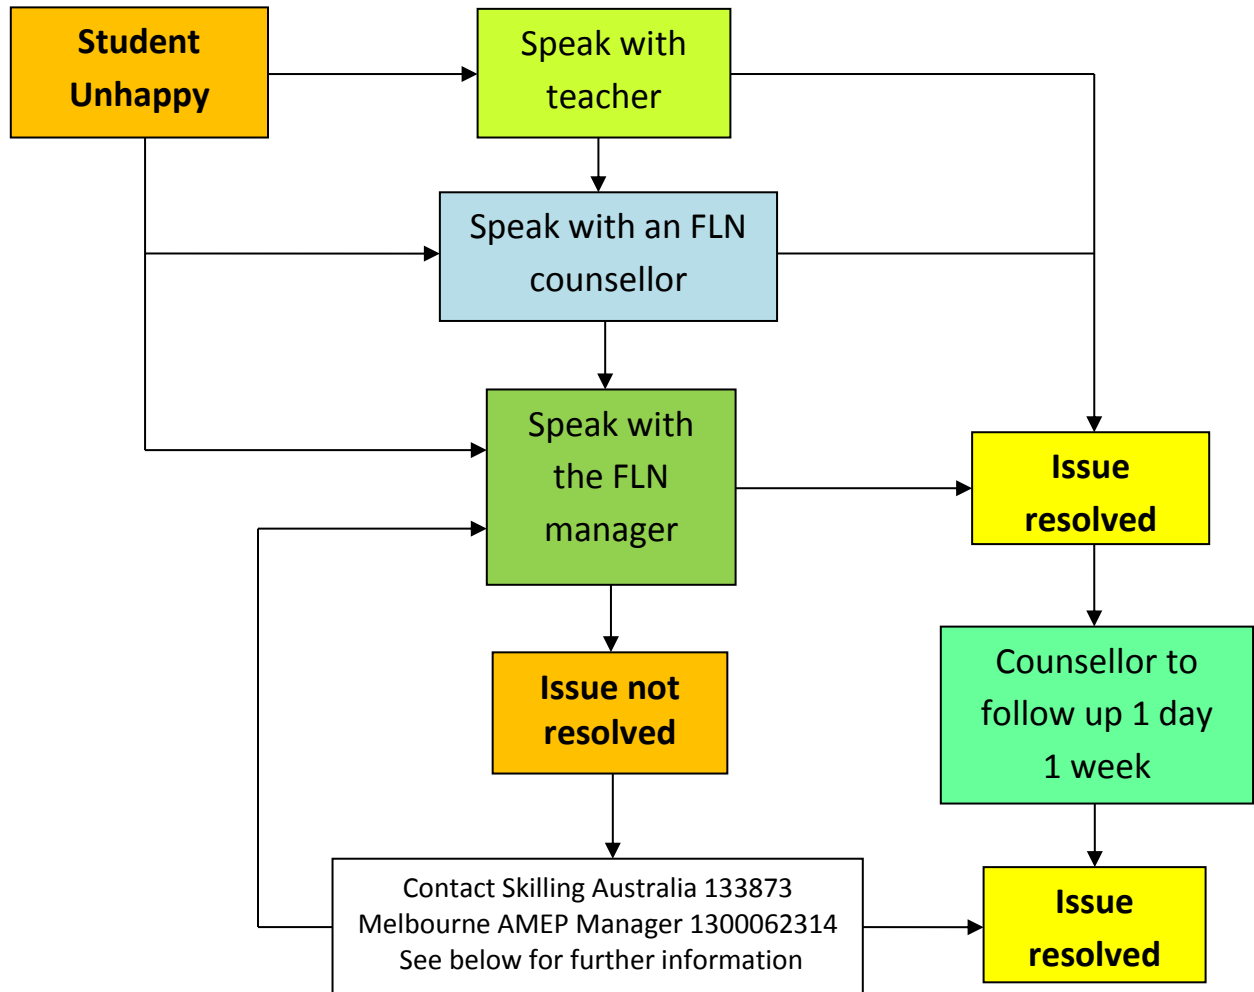 Student
Unhappy
Speak with
teacher
Speak with an FLN
counsellor
Speak with
the FLN
manager
Issue
resolved
Issue not
resolved
Counsellor to
follow up 1 day
1 week
Contact Skilling Australia 133873
Melbourne AMEP Manager 1300062314
See below for further information
Issue
resolved